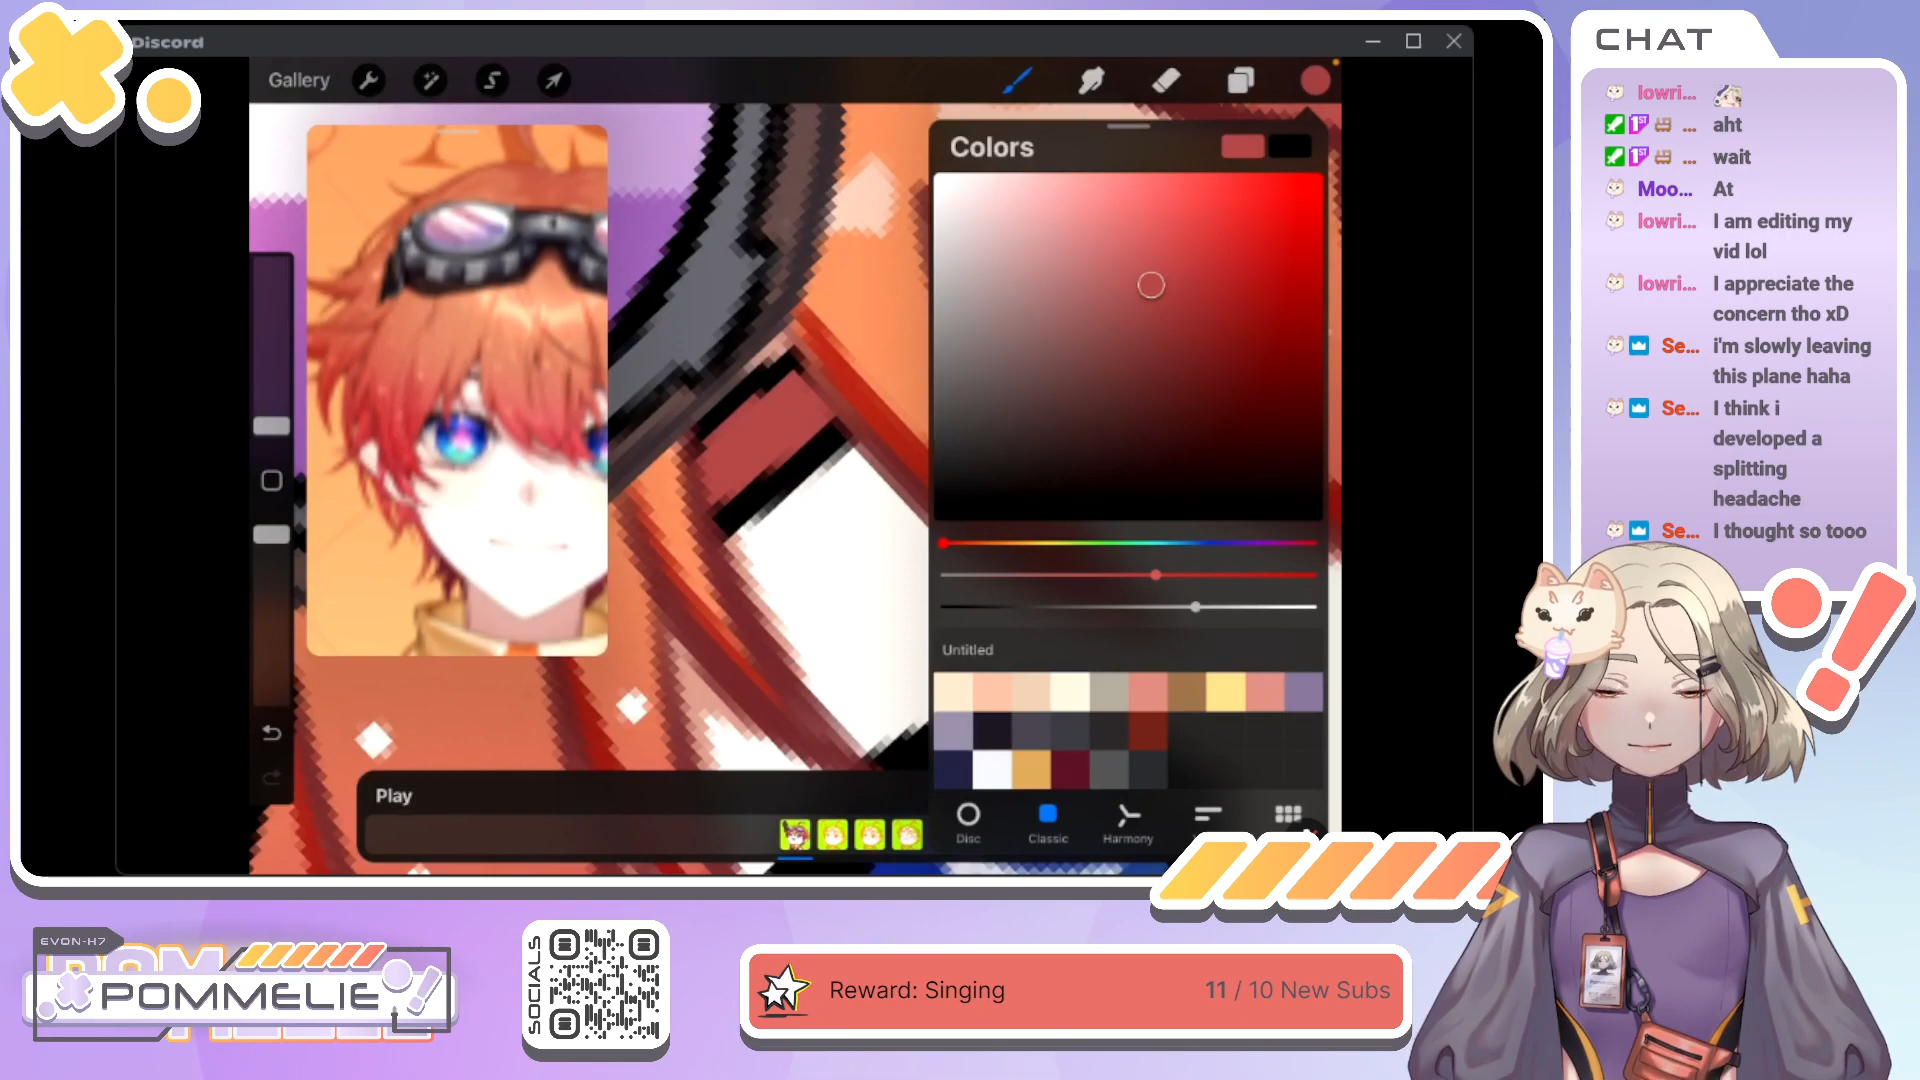 Discord
Gallery
Colors
Untitled
Disc
Classic
Harmony
Play
CHAT
lowri...
aht
... wait
Moo... At
lowri... I am editing my
vid lol
lowri... I appreciate the
concern tho xD
Se... i'm slowly leaving
this plane haha
Se... I think i
developed a
splitting
headache
Se... I thought so tooo
EVON-H7
POMMELIE
SOCIALS
Reward: Singing
11 / 10 New Subs